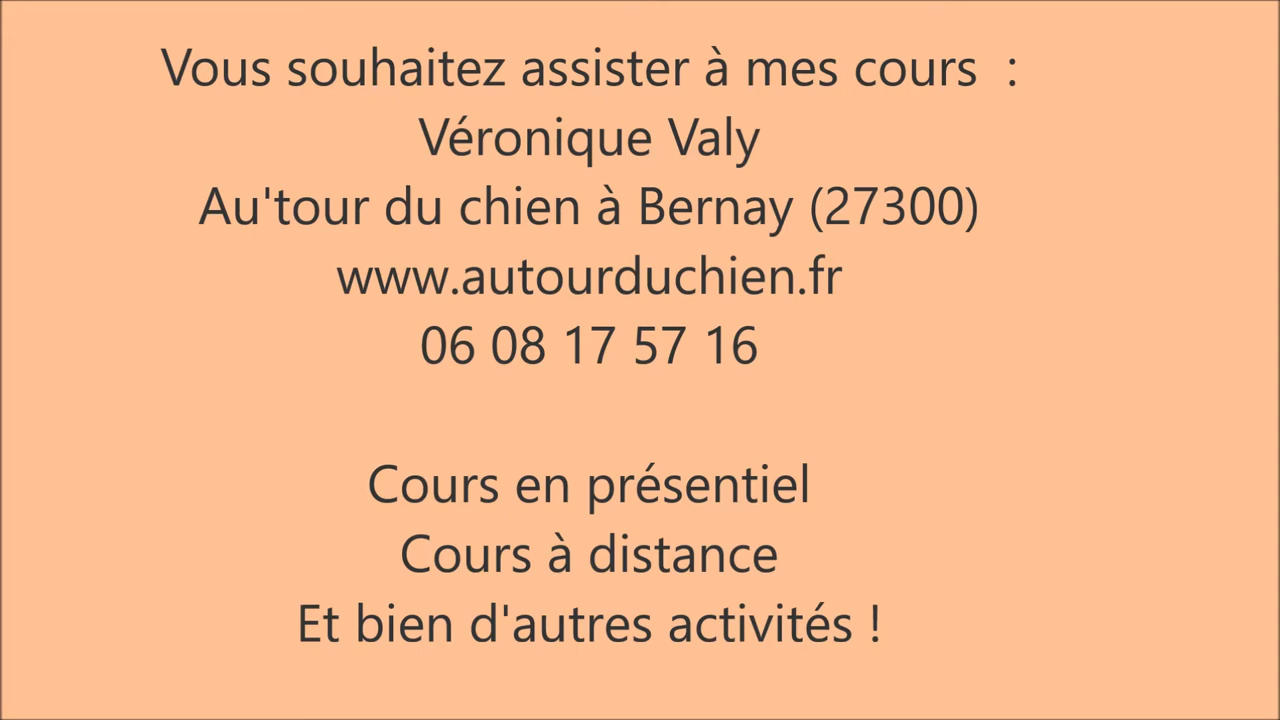 Vous souhaitez assister à mes cours  :
Véronique Valy
Au'tour du chien à Bernay (27300)
www.autourduchien.fr
06 08 17 57 16
Cours en présentiel
Cours à distance
Et bien d'autres activités !